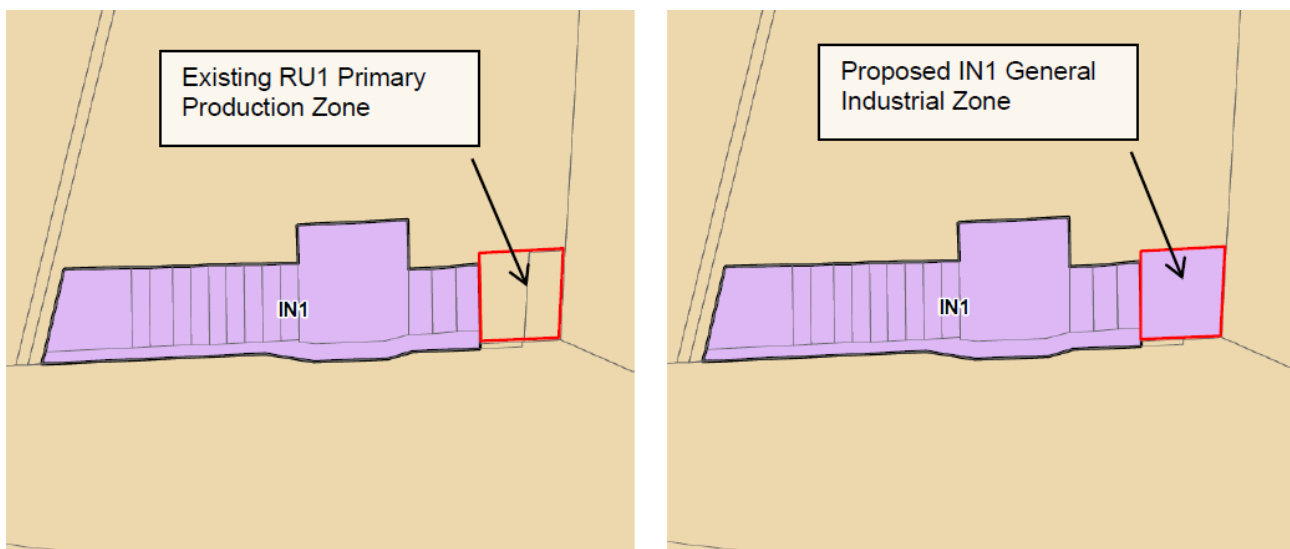 Existing RU1 Primary
Production Zone
IN1
Proposed IN1 General
Industrial Zone
IN1